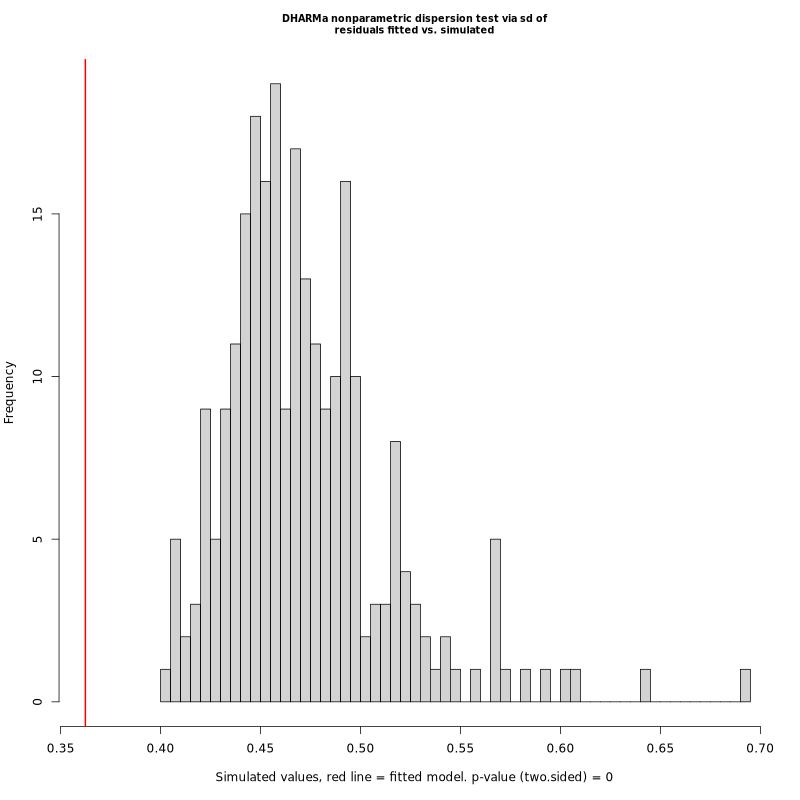 DHARMa nonparametric dispersion test via sd of
residuals fitted vs. simulated
Frequency
15
10
5
0
0.35 0.40 0.45 0.50 0.55 0.60 0.65 0.70
Simulated values, red line = fitted model. p-value (two.sided) = 0